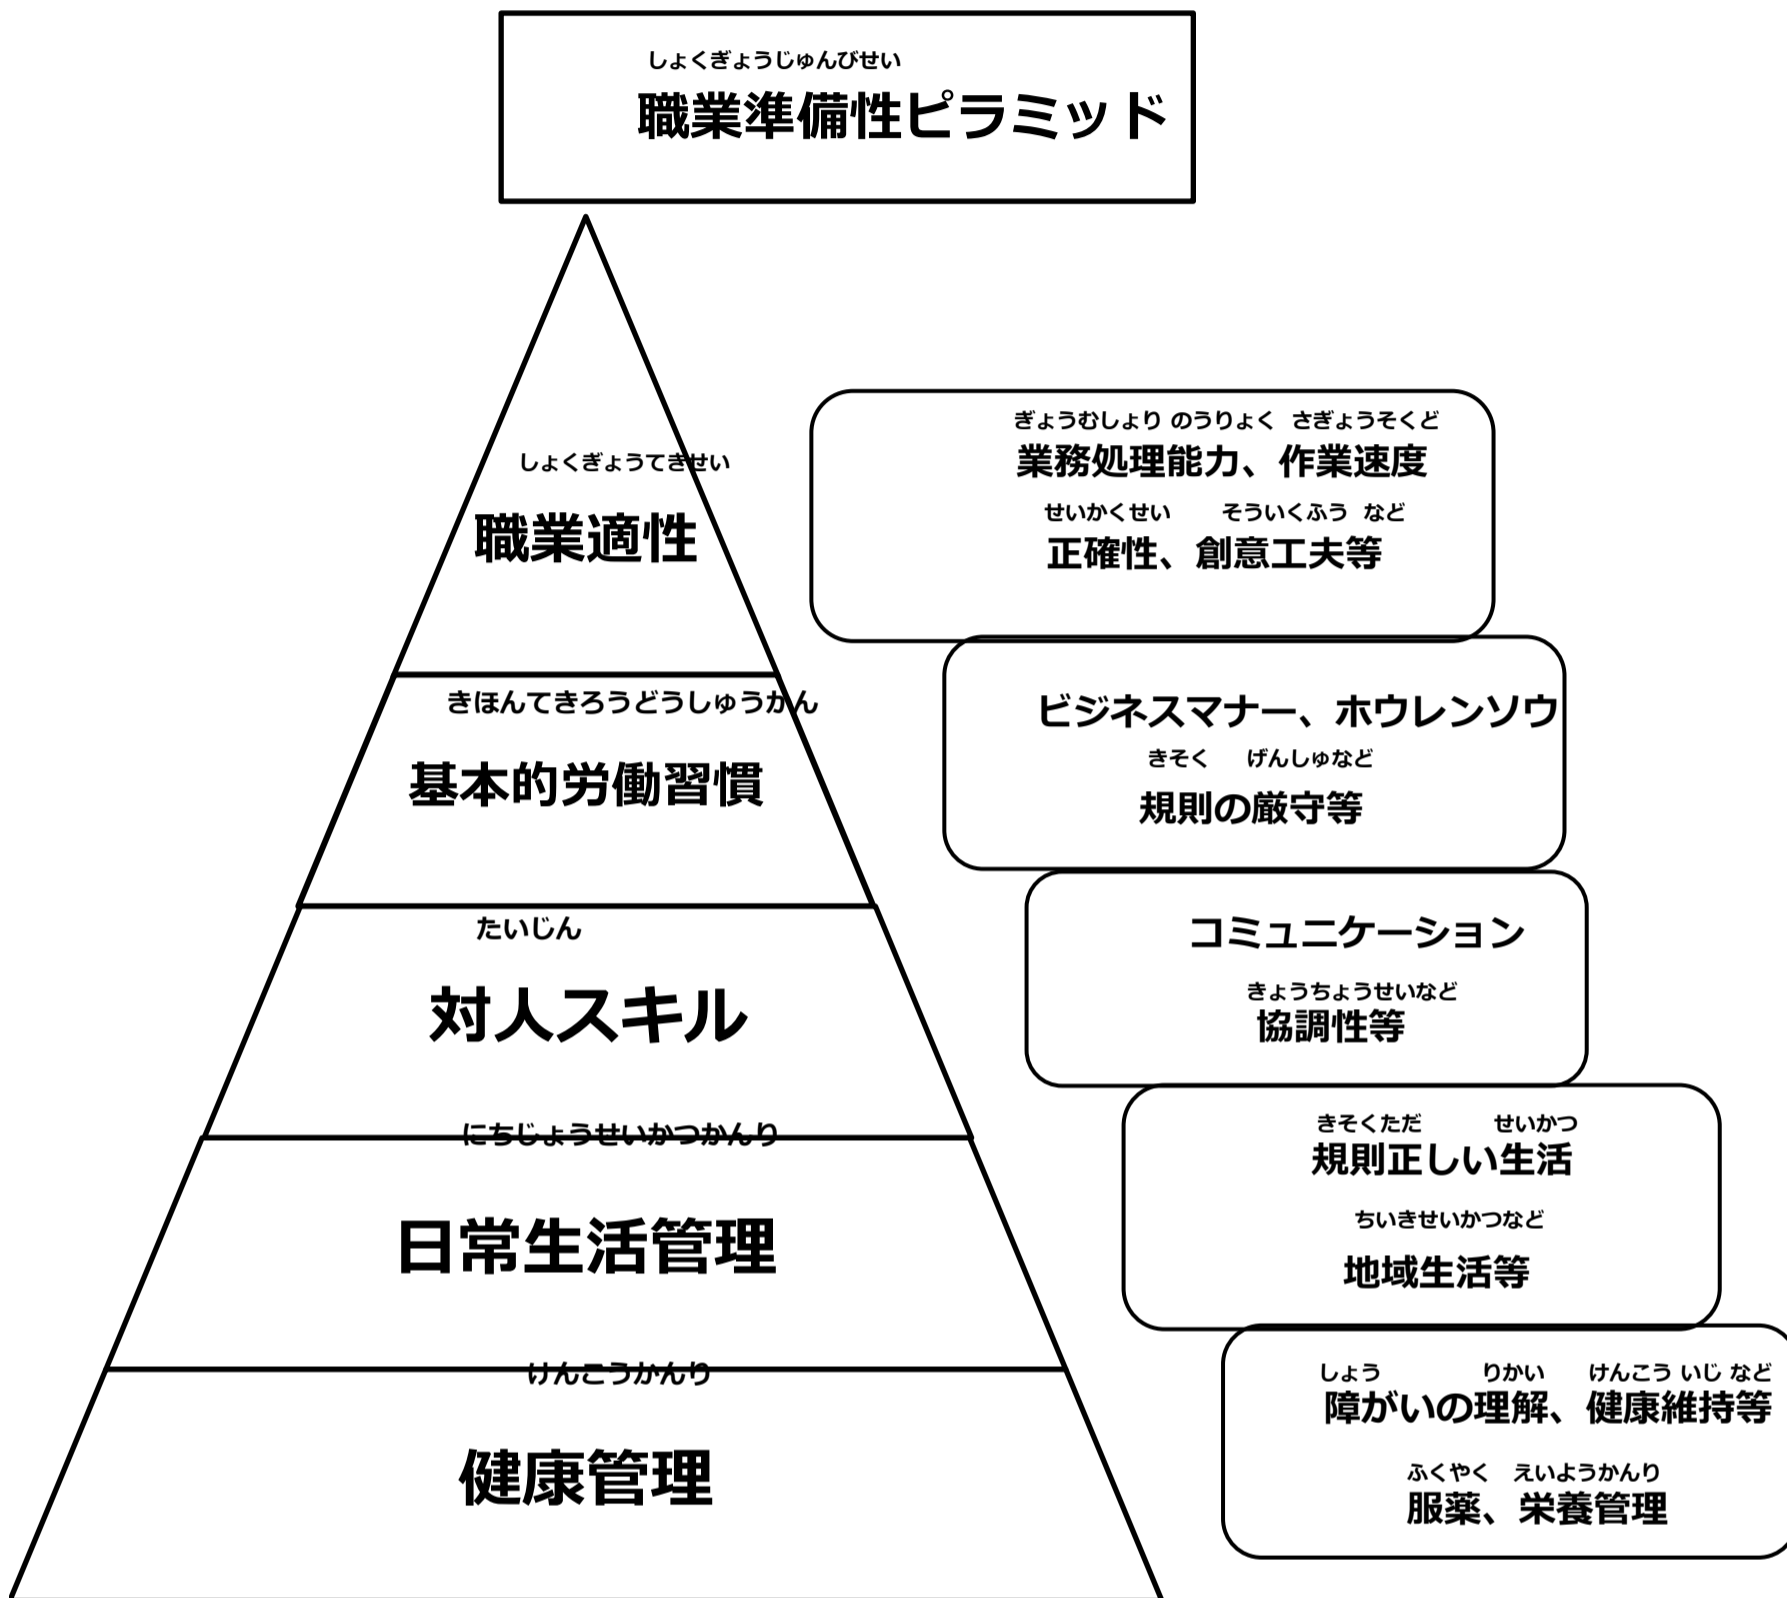 しょくぎょうじゅんびせい
職業準備性ピラミッド
しょくぎょうてきせい
職業適性
ぎょうむしょり のうりょく さぎょうそくど
業務処理能力、作業速度
せいかくせい そういくふう など
正確性、創意工夫等
きほんてきろうどうしゅうかん
基本的労働習慣
ビジネスマナー、ホウレンソウ
きそく げんしゅなど
規則の厳守等
たいじん
対人スキル
コミュニケーション
きょうちょうせいなど
協調性等
にちじょうせいかつかんり
日常生活管理
きそくただ せいかつ
規則正しい生活
ちいきせいかつなど
地域生活等
けんこうかんり
健康管理
しょう りかい けんこう いじ など
障がいの理解、健康維持等
ふくやく えいようかんり
服薬、栄養管理